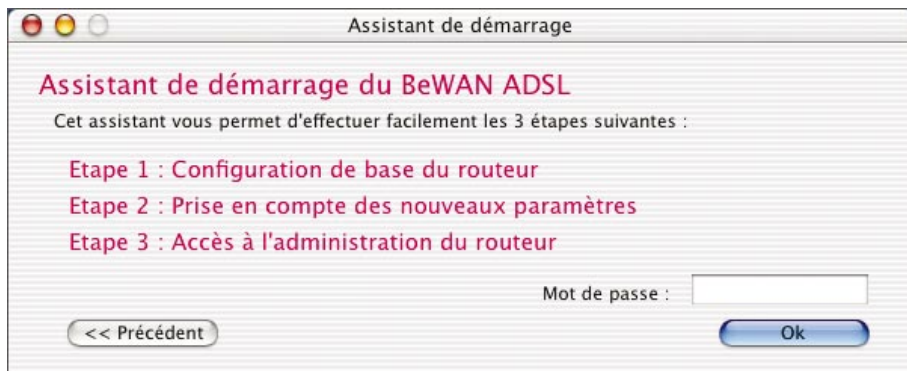 Assistant de démarrage
Assistant de démarrage du BeWAN ADSL
Cet assistant vous permet d'effectuer facilement les 3 étapes suivantes :
Etape 1 : Configuration de base du routeur
Etape 2 : Prise en compte des nouveaux paramètres
Etape 3 : Accès à l'administration du routeur
Mot de passe :
<< Précédent
Ok